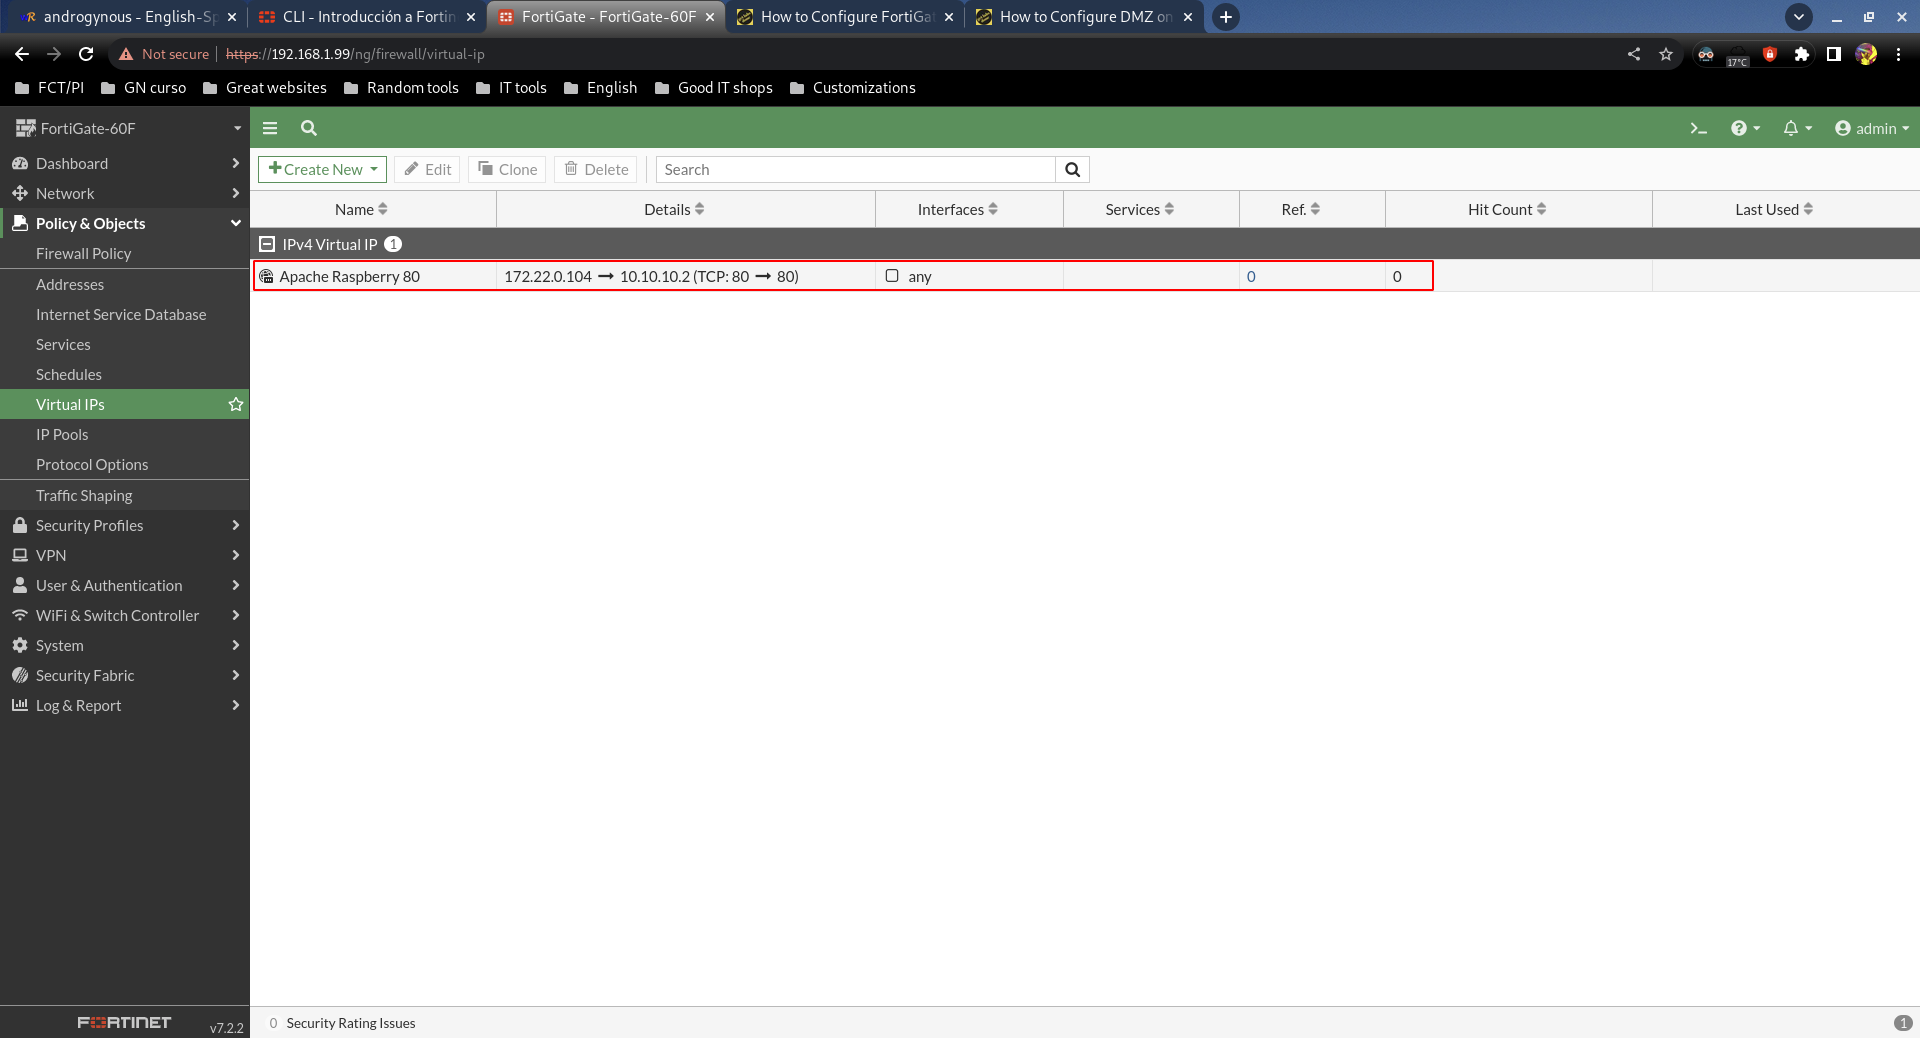 androgynous - English-Sp
CLI - Introducción a Fortin
FortiGate - FortiGate-60F
How to Configure FortiGa
How to Configure DMZ on
Not secure
https://192.168.1.99/ng/firewall/virtual-ip
17°C
FCT/PI
GN curso
Great websites
Random tools
IT tools
English
Good IT shops
Customizations
FortiGate-60F
admin
Dashboard
Network
Policy & Objects
Firewall Policy
Addresses
Internet Service Database
Services
Schedules
Virtual IPs
IP Pools
Protocol Options
Traffic Shaping
Security Profiles
VPN
User & Authentication
WiFi & Switch Controller
System
Security Fabric
Log & Report
FORTINET
v7.2.2
Create New
Edit
Clone
Delete
Search
Name Details Interfaces Services Ref. Hit Count Last Used
IPv4 Virtual IP 1
Apache Raspberry 80 172.22.0.104 → 10.10.10.2 (TCP: 80 → 80) any 0 0
0 Security Rating Issues
1